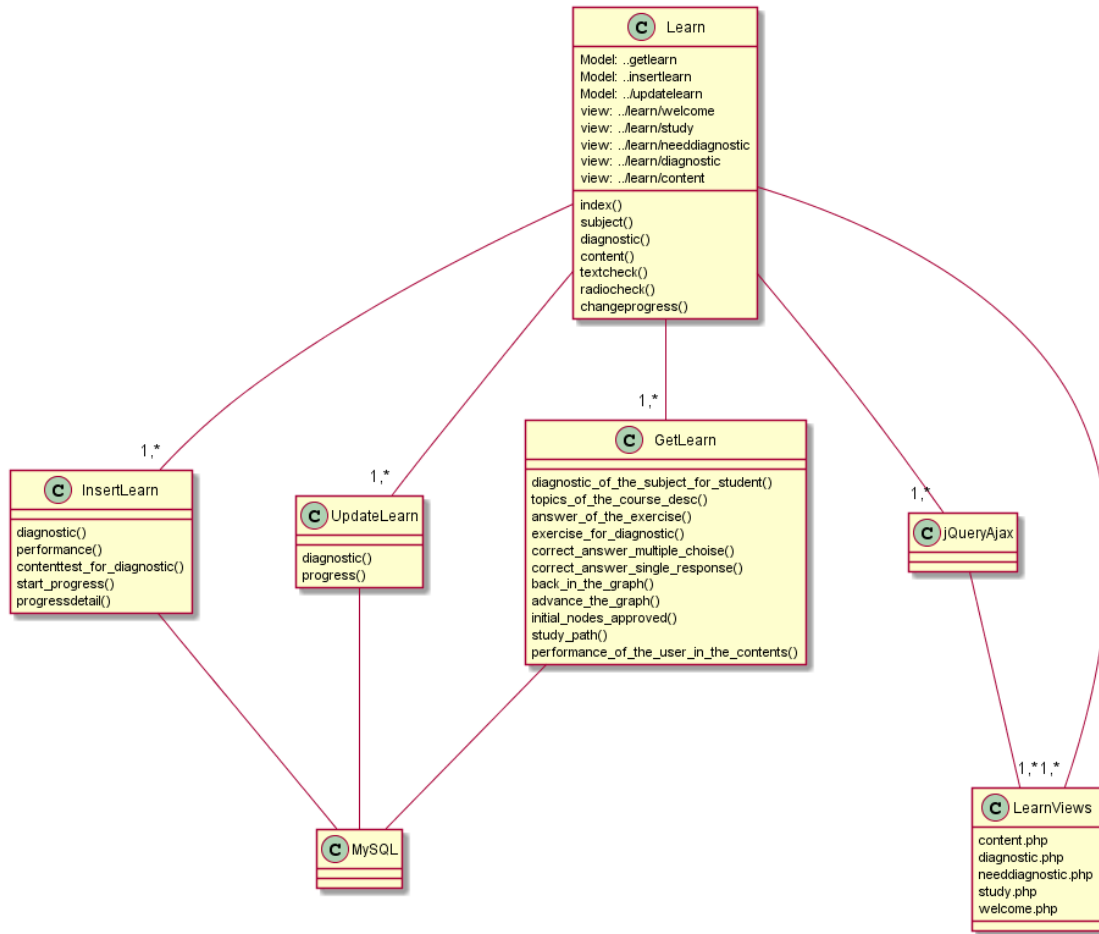 C Learn
Model: ..getlearn
Model: ..insertlearn
Model: ../updatelearn
view: ../learn/welcome
view: ../learn/study
view: ../learn/needdiagnostic
view: ../learn/diagnostic
view: ../learn/content
index()
subject()
diagnostic()
content()
textcheck()
radiocheck()
changeprogress()
1,*
1,*
1,*
1,*
C InsertLearn
diagnostic()
performance()
contenttest_for_diagnostic()
start_progress()
progressdetail()
C UpdateLearn
diagnostic()
progress()
C GetLearn
diagnostic_of_the_subject_for_student()
topics_of_the_course_desc()
answer_of_the_exercise()
exercise_for_diagnostic()
correct_answer_multiple_choise()
correct_answer_single_response()
back_in_the_graph()
advance_the_graph()
initial_nodes_approved()
study_path()
performance_of_the_user_in_the_contents()
C jQueryAjax
1,* 1,*
C MySQL
C LearnViews
content.php
diagnostic.php
needdiagnostic.php
study.php
welcome.php